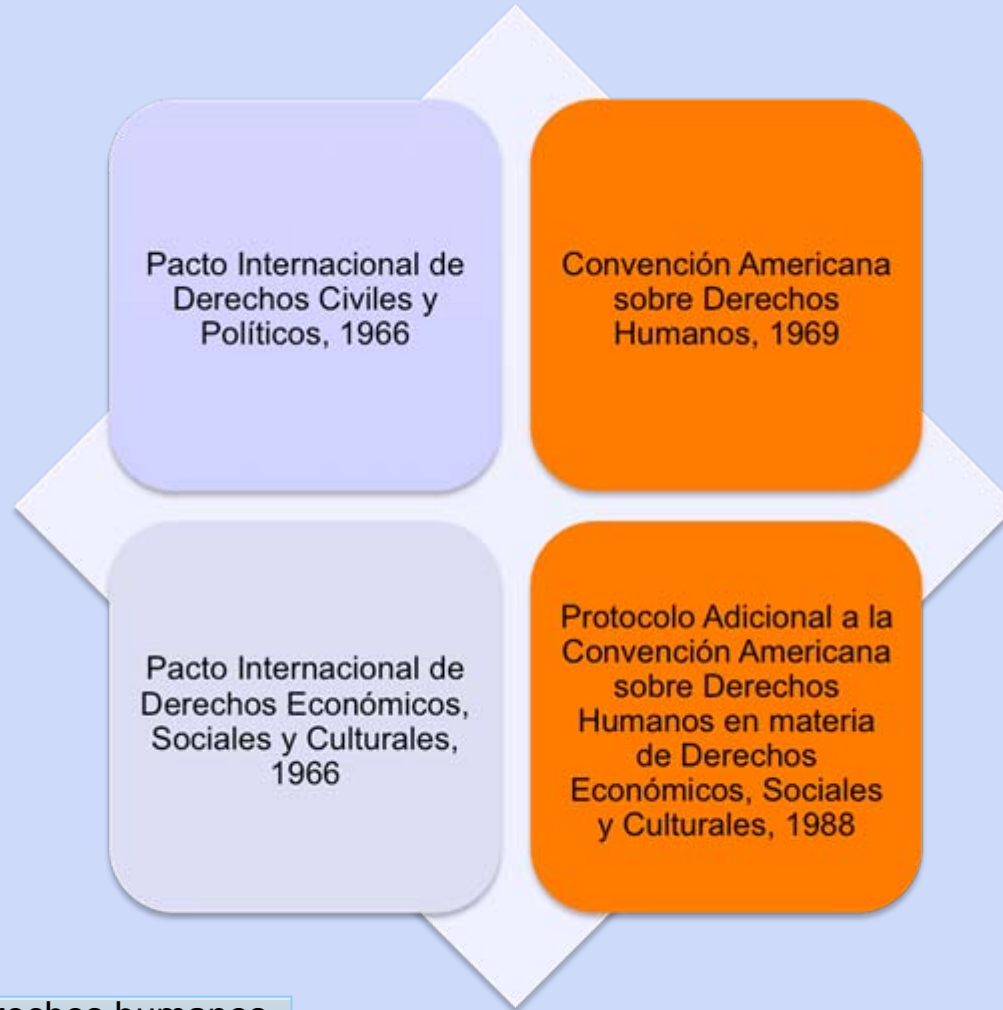 Pacto Internacional de
Derechos Civiles y
Políticos, 1966
Convención Americana
sobre Derechos
Humanos, 1969
Pacto Internacional de
Derechos Económicos,
Sociales y Culturales,
1966
Protocolo Adicional a la
Convención Americana
sobre Derechos
Humanos en materia
de Derechos
Económicos, Sociales
y Culturales, 1988
humanos